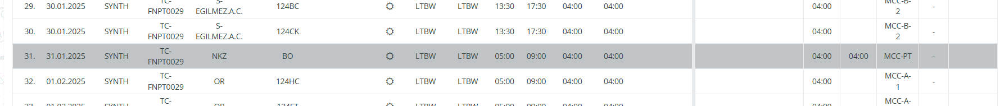 29. 30.01.2025 SYNTH TC-FNPT0029 S-EGILMEZ.A.C. 124BC LTBW LTBW 13:30 17:30 04:00 04:00 04:00 MCC-B-2 -
30. 30.01.2025 SYNTH TC-FNPT0029 S-EGILMEZ.A.C. 124CK LTBW LTBW 13:30 17:30 04:00 04:00 04:00 MCC-B-2 -
31. 31.01.2025 SYNTH TC-FNPT0029 NKZ BO LTBW LTBW 05:00 09:00 04:00 04:00 04:00 04:00 MCC-PT -
32. 01.02.2025 SYNTH TC-FNPT0029 OR 124HC LTBW LTBW 05:00 09:00 04:00 04:00 04:00 MCC-A-1 -
33. 01.02.2025 SYNTH TC- OR LTBW LTBW 05:00 09:00 04:00 04:00 04:00 MCC-A-